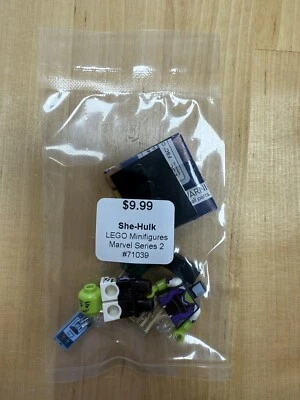 $9.99
She-Hulk
LEGO Minifigures
Marvel Series 2
#71039